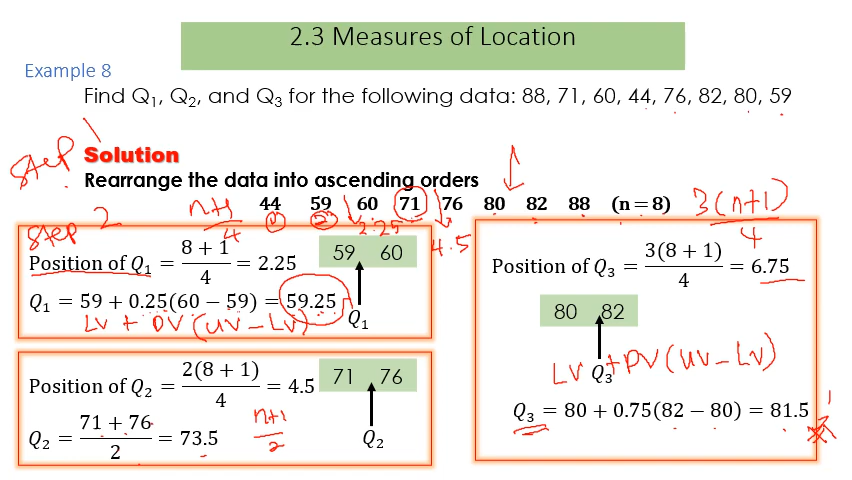 2.3 Measures of Location
Example 8
Find Q₁, Q₂, and Q₃ for the following data: 88, 71, 60, 44, 76, 82, 80, 59
Step 1
Solution
Rearrange the data into ascending orders
44 59 60 71 76 80 82 88 (n=8)
n+1/4
2.25
4.5
3(n+1)/4
Step 2
Position of Q₁ = (8 + 1)/4 = 2.25
59 60
Q₁ = 59 + 0.25(60 − 59) = 59.25
Q₁
LV + DV (UV − LV)
Position of Q₂ = 2(8 + 1)/4 = 4.5
71 76
Q₂ = (71 + 76)/2 = 73.5
n+1/2
Q₂
Position of Q₃ = 3(8 + 1)/4 = 6.75
80 82
Q₃
LV + DV (UV − LV)
Q₃ = 80 + 0.75(82 − 80) = 81.5